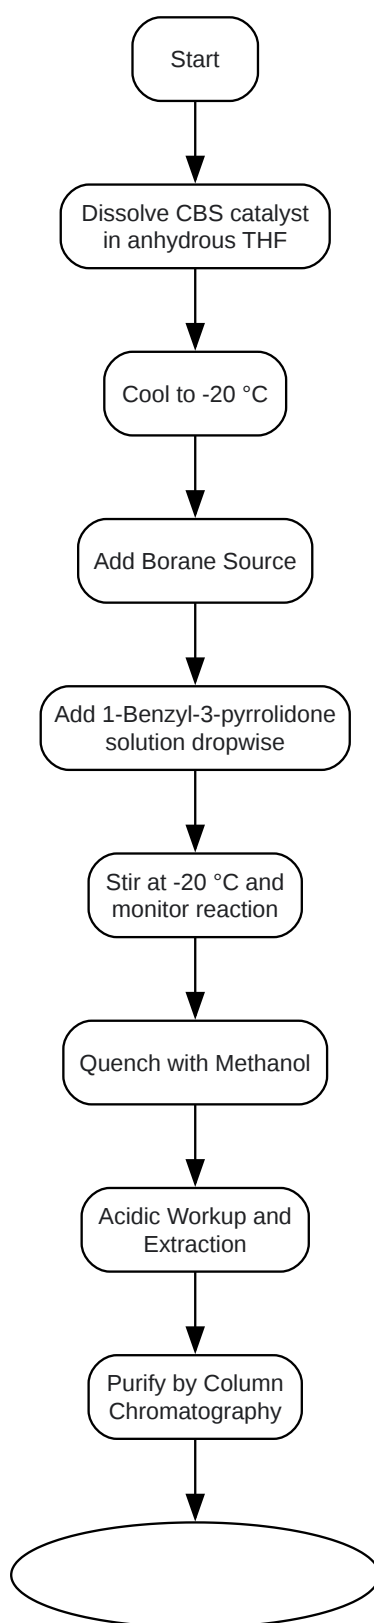 Start
Dissolve CBS catalyst
in anhydrous THF
Cool to -20 °C
Add Borane Source
Add 1-Benzyl-3-pyrrolidone
solution dropwise
Stir at -20 °C and
monitor reaction
Quench with Methanol
Acidic Workup and
Extraction
Purify by Column
Chromatography